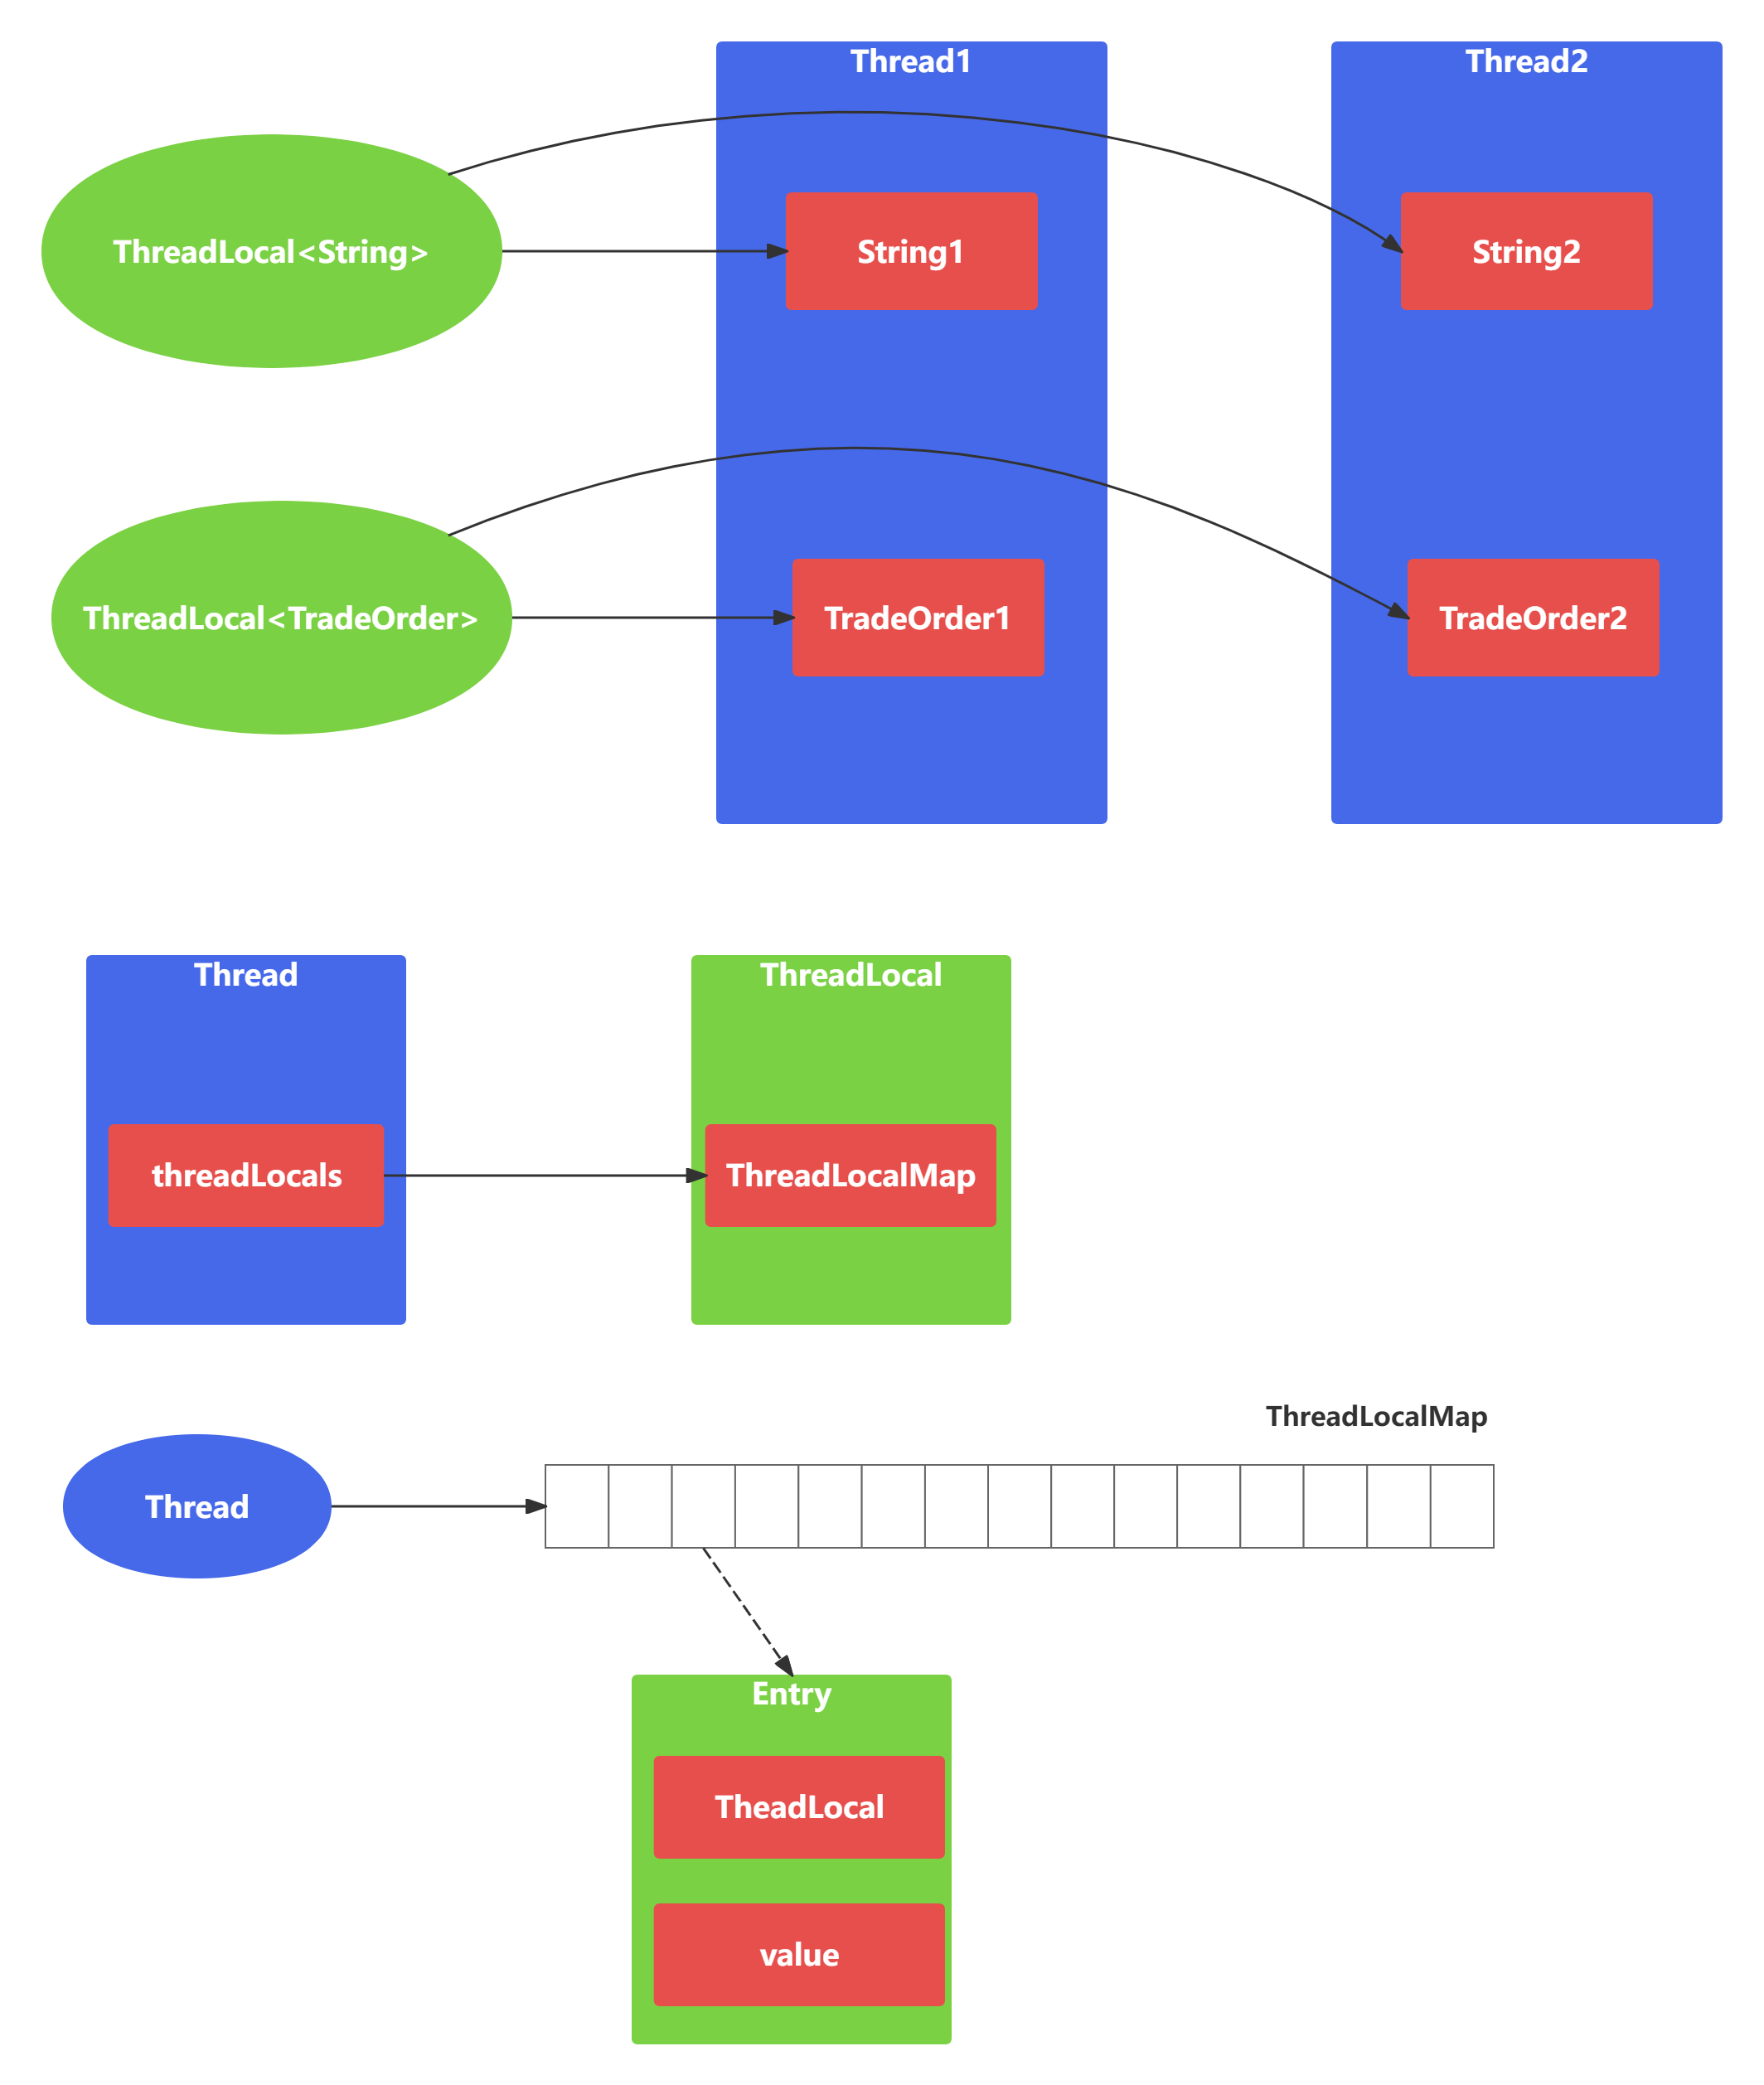 Thread1
Thread2
ThreadLocal<String>
String1
String2
ThreadLocal<TradeOrder>
TradeOrder1
TradeOrder2
Thread
ThreadLocal
threadLocals
ThreadLocalMap
ThreadLocalMap
Thread
Entry
TheadLocal
value